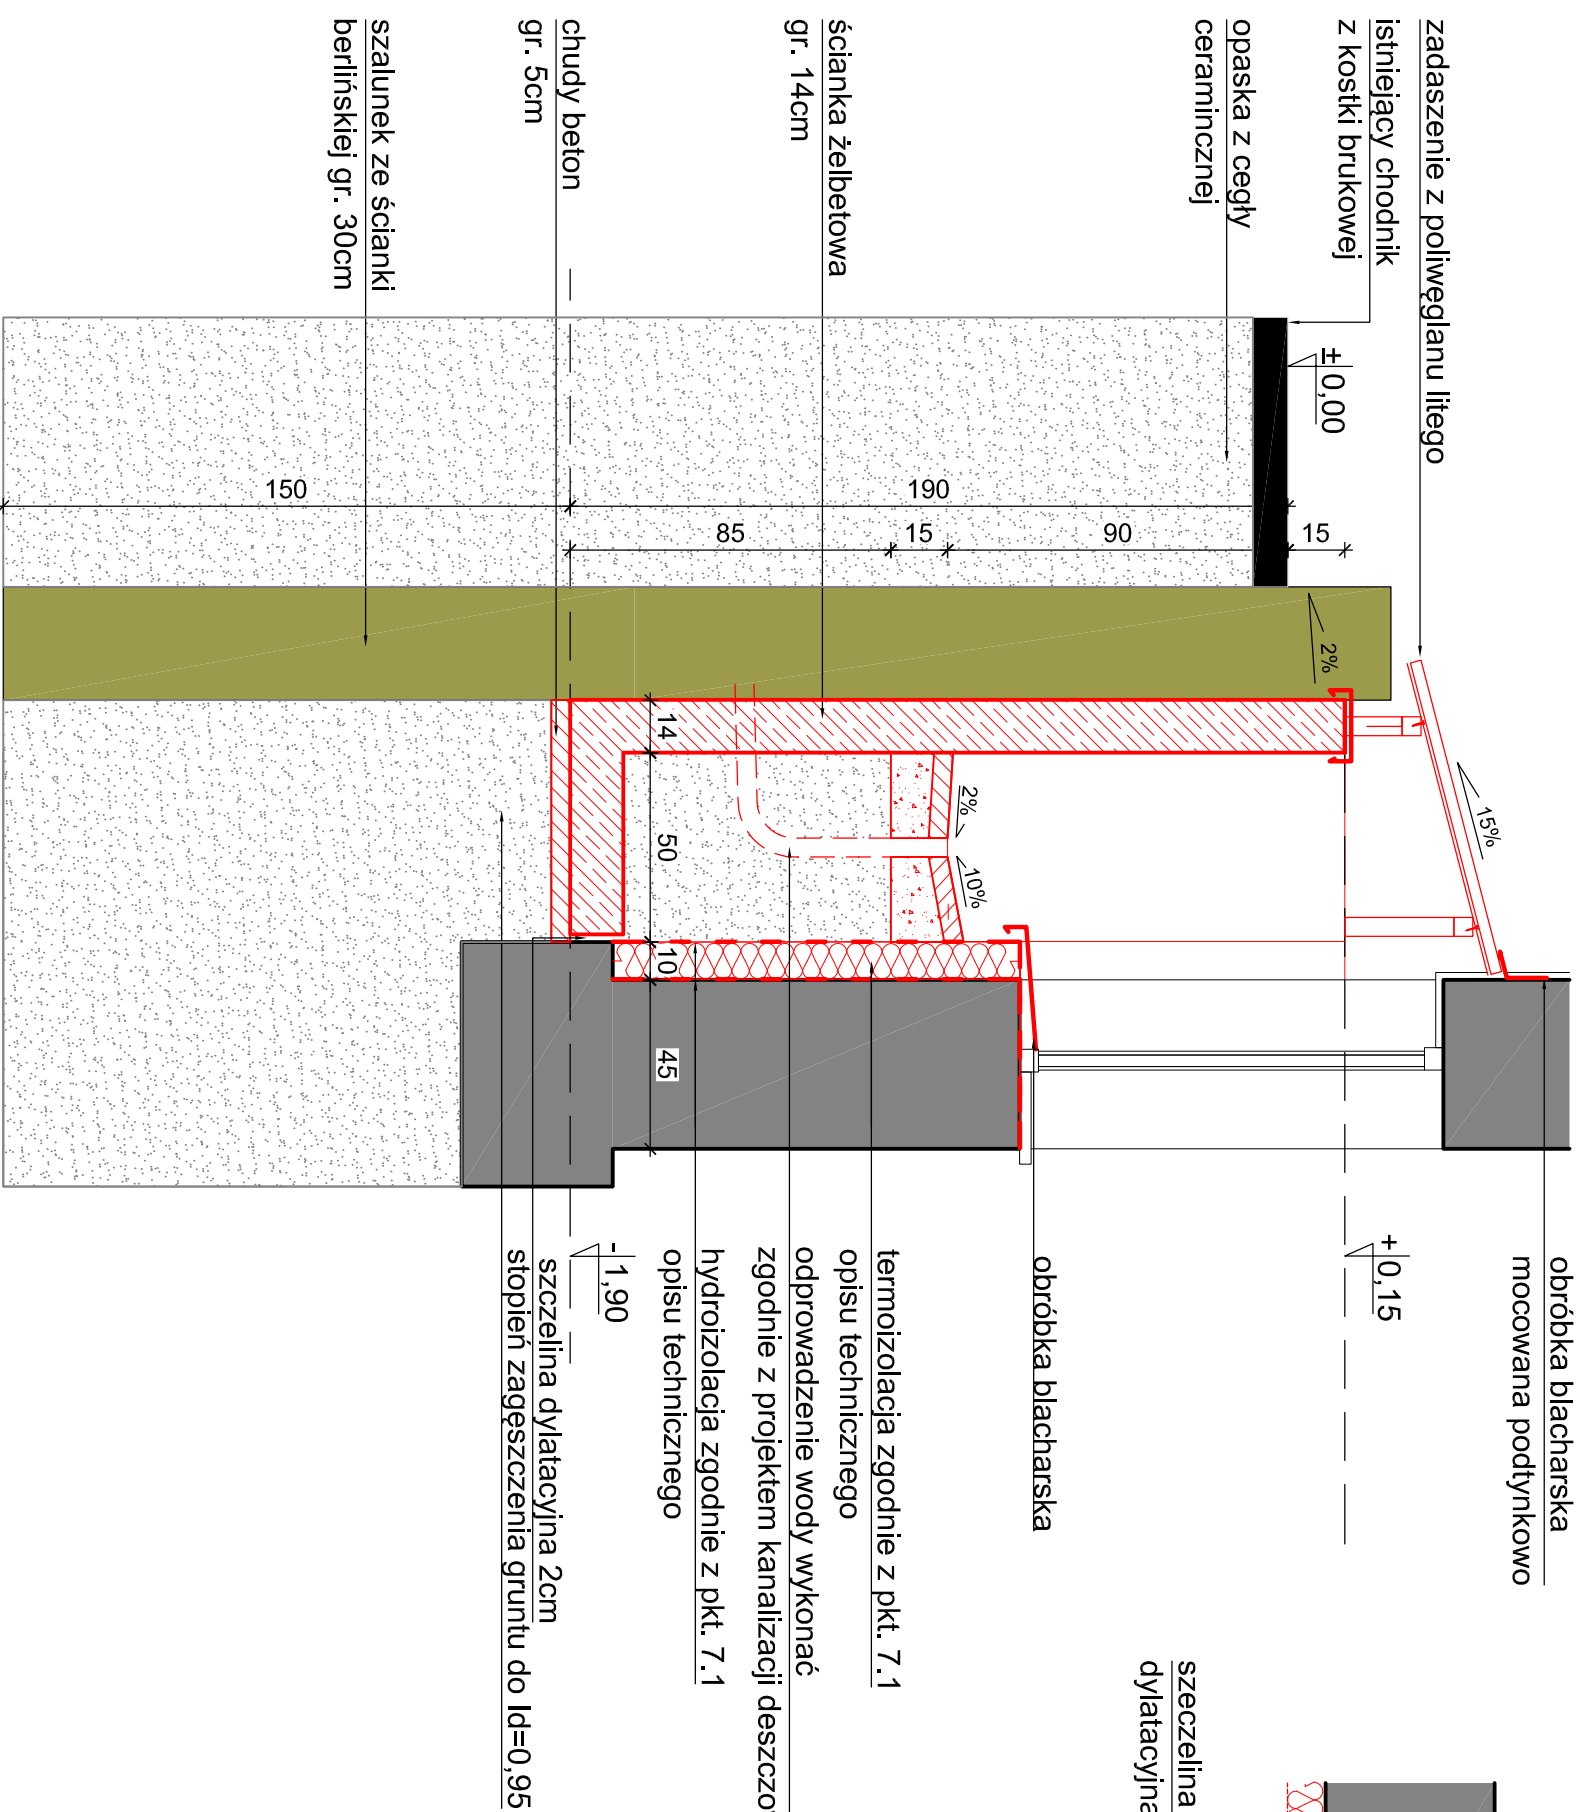 zadaszenie z poliwęglanu litego
istniejący chodnik
z kostki brukowej
opaska z cegły
ceramincznej
ścianka żelbetowa
gr. 14cm
chudy beton
gr. 5cm
szalunek ze ścianki
berlińskiej gr. 30cm
±0,00
150
190
85
15
90
15
2%
15%
14
50
10
45
2%
10%
obróbka blacharska
mocowana podtynkowo
+0,15
obróbka blacharska
termoizolacja zgodnie z pkt. 7.1
opisu technicznego
odprowadzenie wody wykonać
zgodnie z projektem kanalizacji deszczo
hydroizolacja zgodnie z pkt. 7.1
opisu technicznego
-1,90
szczelina dylatacyjna 2cm
stopień zagęszczenia gruntu do Id=0,95
szeczelina
dylatacyjna